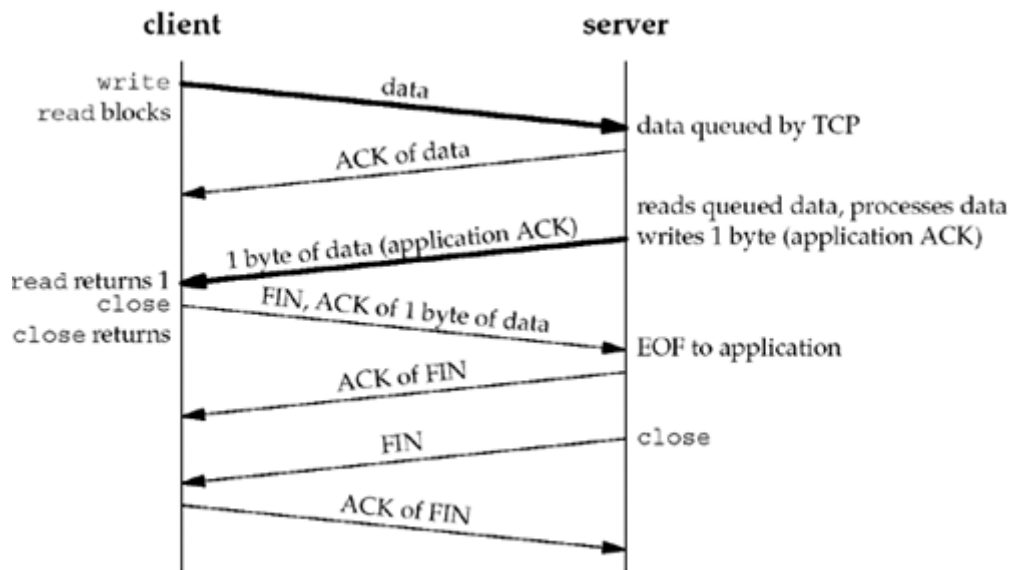 client
server
write
data
read blocks
data queued by TCP
ACK of data
reads queued data, processes data
writes 1 byte (application ACK)
1 byte of data (application ACK)
read returns 1
close
FIN, ACK of 1 byte of data
close returns
EOF to application
ACK of FIN
close
FIN
ACK of FIN